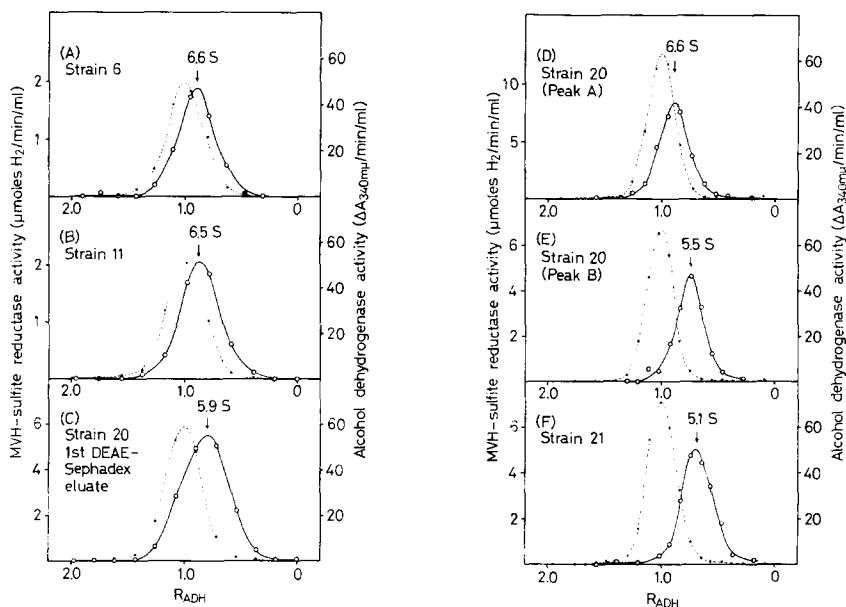 (A)
Strain 6
6.6 S
2
1
60
40
20
2.0
1.0
0
(B)
Strain 11
6.5 S
2
1
60
40
20
2.0
1.0
0
(C)
Strain 20
1st DEAE-
Sephadex
eluate
5.9 S
6
4
2
60
40
20
2.0
1.0
0
RADH
MVH-sulfite reductase activity (μmoles H2/min/ml)
Alcohol dehydrogenase activity (ΔA340mμ/min/ml)
(D)
Strain 20
(Peak A)
6.6 S
10
5
60
40
20
2.0
1.0
0
(E)
Strain 20
(Peak B)
5.5 S
6
4
2
60
40
20
2.0
1.0
0
(F)
Strain 21
5.1 S
6
4
2
60
40
20
2.0
1.0
0
RADH
MVH-sulfite reductase activity (μmoles H2/min/ml)
Alcohol dehydrogenase activity (ΔA340mμ/min/ml)